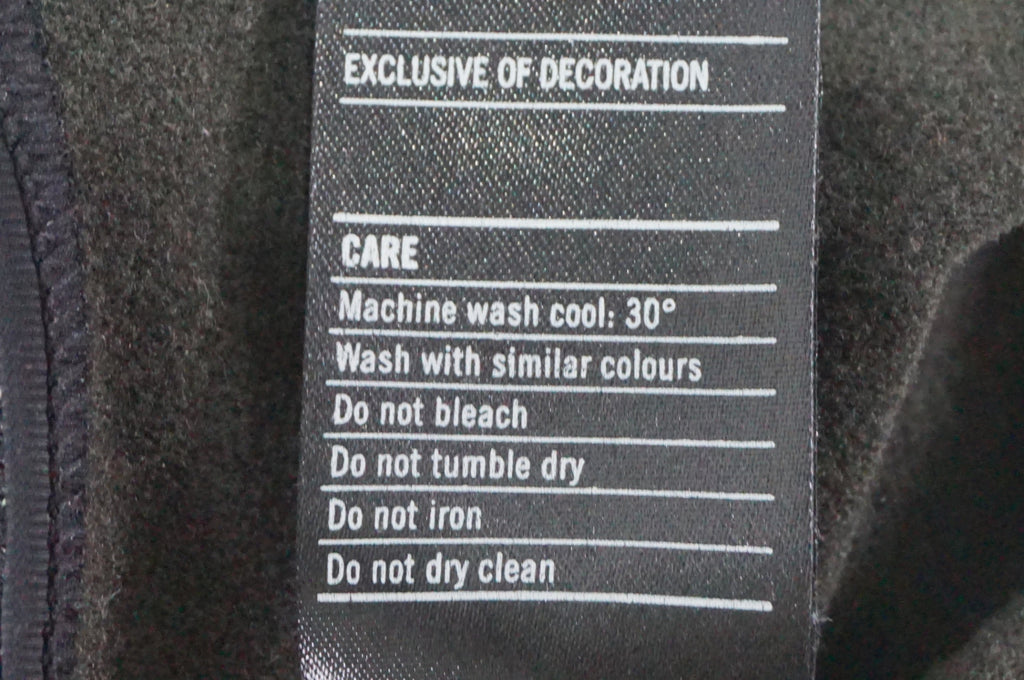 EXCLUSIVE OF DECORATION
CARE
Machine wash cool: 30°
Wash with similar colours
Do not bleach
Do not tumble dry
Do not iron
Do not dry clean